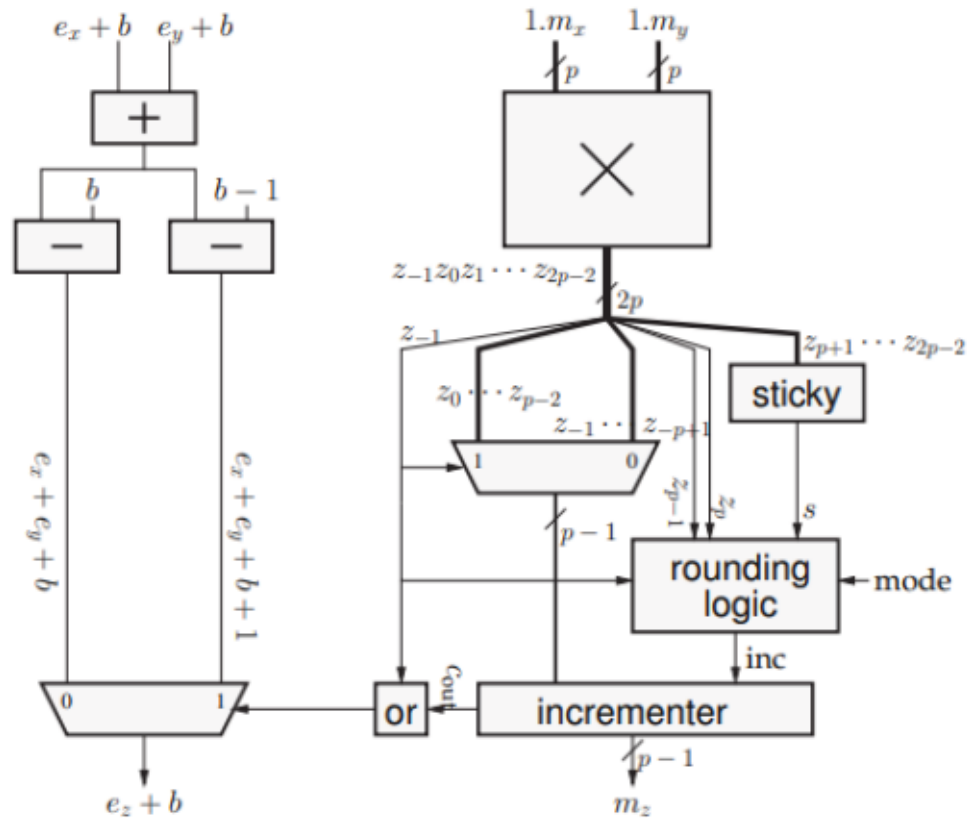 e_x + b e_y + b 1.m_x 1.m_y
p p
+
×
b b − 1
− −
z_{−1}z_0z_1 ··· z_{2p−2}
2p
z_{−1}
z_{p+1} ··· z_{2p−2}
z_0 ··· z_{p−2}
sticky
z_{−1} ·· z_{−p+1}
1 0
z_{p−1} z_p s
p − 1
e_x + e_y + b e_x + e_y + b + 1
rounding
logic
mode
inc
c_out
0 1
or
incrementer
p − 1
e_z + b m_z